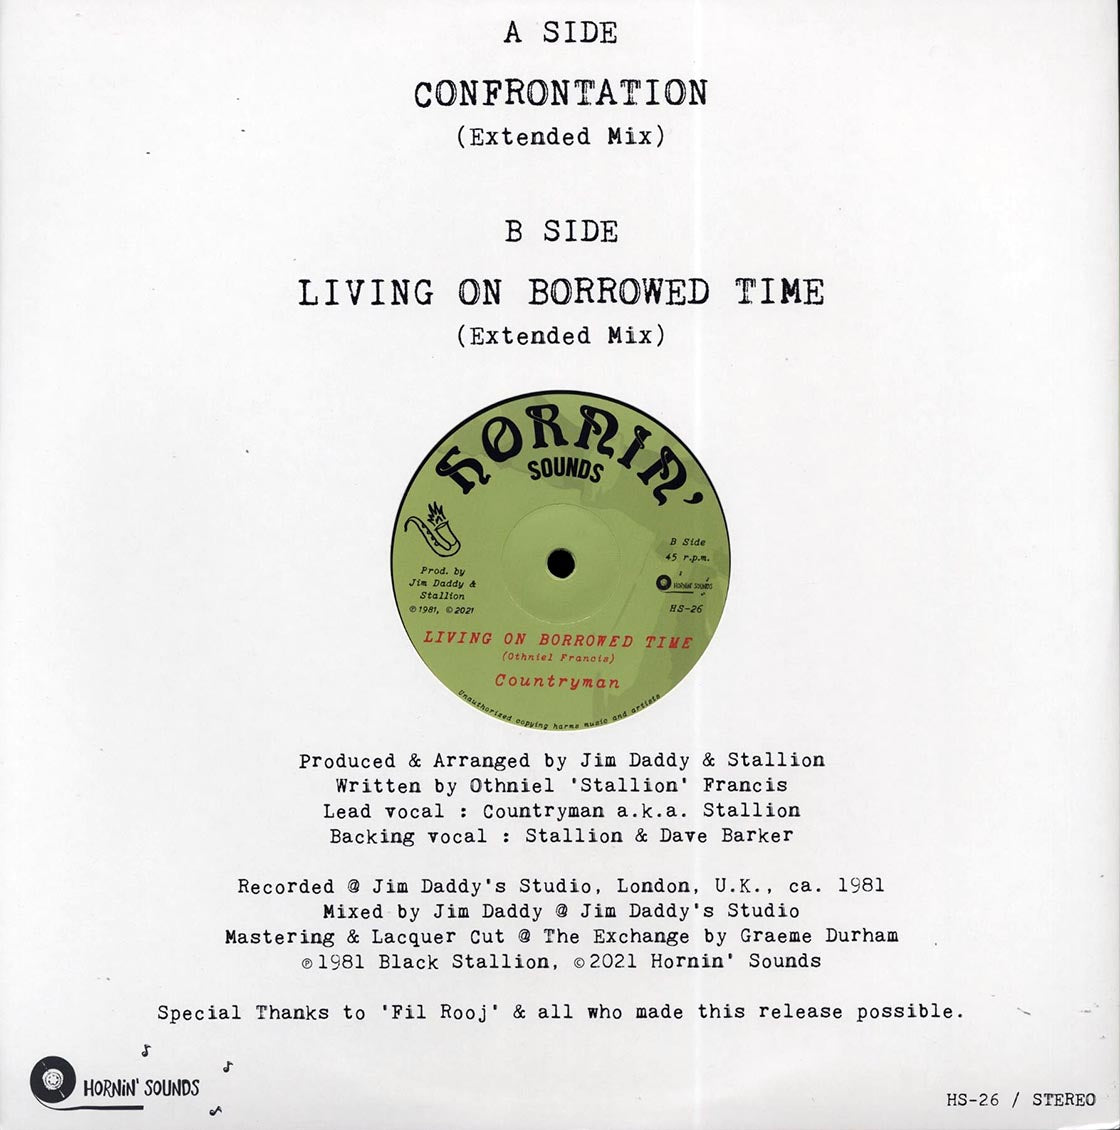 A SIDE
CONFRONTATION
(Extended Mix)
B SIDE
LIVING ON BORROWED TIME
(Extended Mix)
HORNIN'
SOUNDS
Prod. by
Jim Daddy &
Stallion
℗1981, ©2021
B Side
45 r.p.m.
HORNIN' SOUNDS
HS-26
LIVING ON BORROWED TIME
(Othniel Francis)
Countryman
Unauthorized copying harms music and artists
Produced & Arranged by Jim Daddy & Stallion
Written by Othniel 'Stallion' Francis
Lead vocal : Countryman a.k.a. Stallion
Backing vocal : Stallion & Dave Barker
Recorded @ Jim Daddy's Studio, London, U.K., ca. 1981
Mixed by Jim Daddy @ Jim Daddy's Studio
Mastering & Lacquer Cut @ The Exchange by Graeme Durham
℗1981 Black Stallion, ©2021 Hornin' Sounds
Special Thanks to 'Fil Rooj' & all who made this release possible.
HORNiN' SOUNDS
HS-26 / STEREO